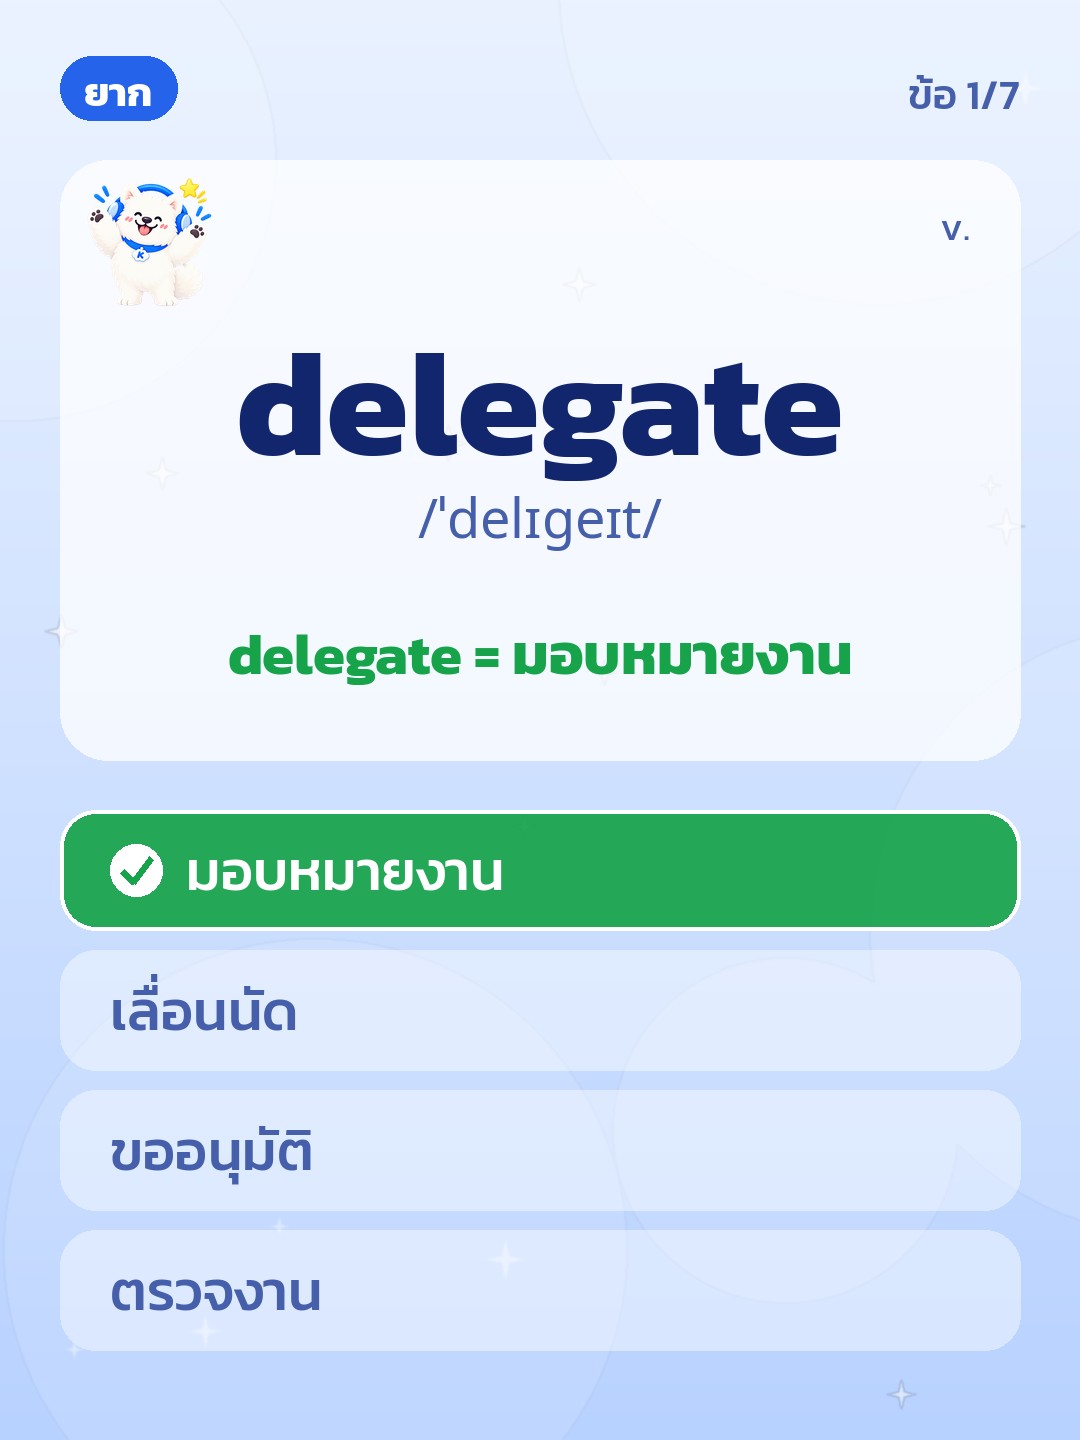 ยาก
ข้อ 1/7
K
v.
delegate
/ˈdelɪgeɪt/
delegate = มอบหมายงาน
มอบหมายงาน
เลื่อนนัด
ขออนุมัติ
ตรวจงาน